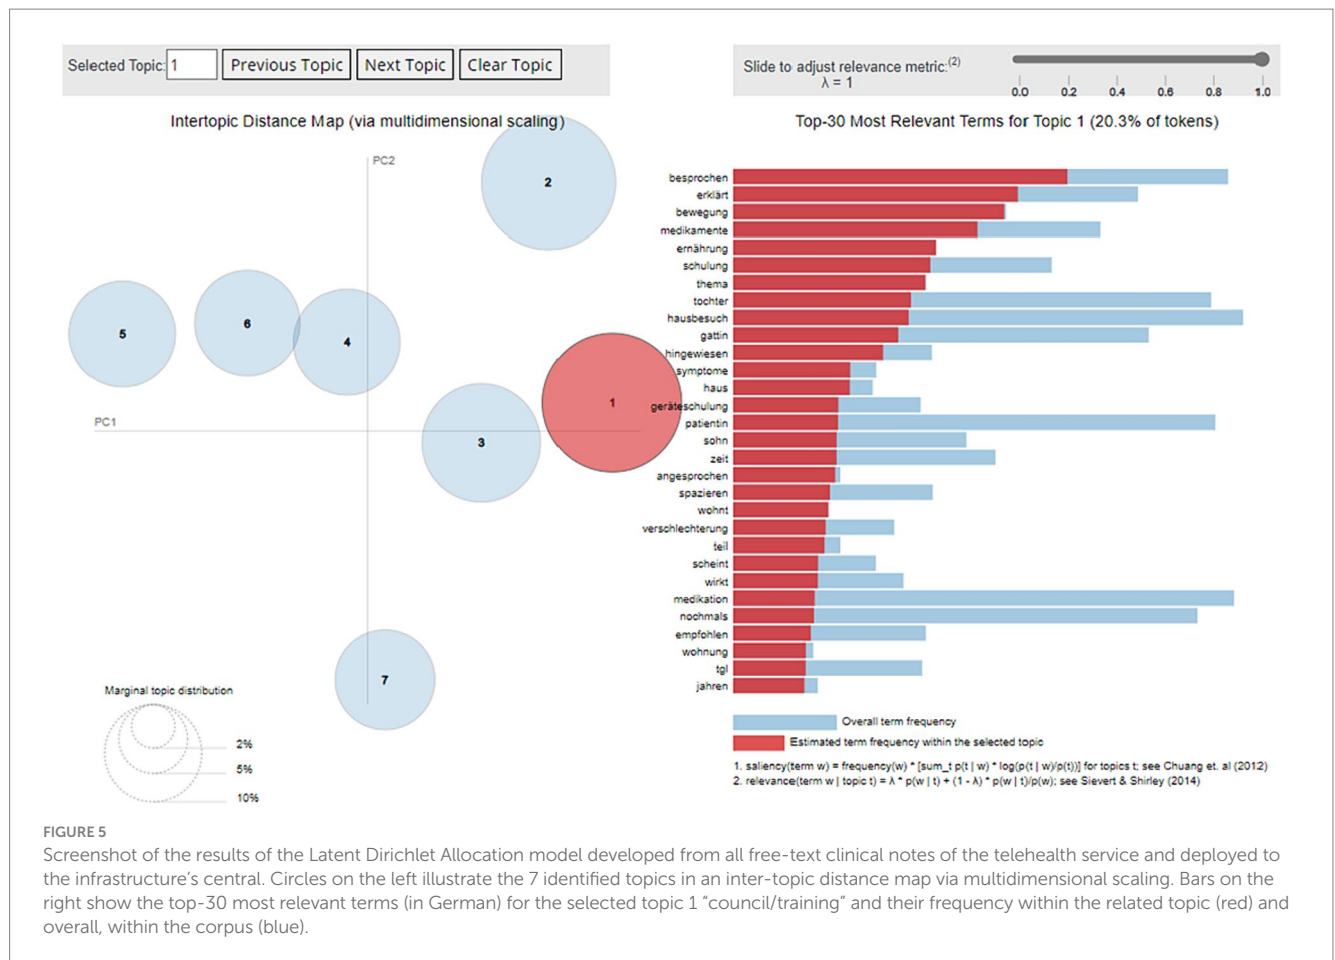 Selected Topic: 1 Previous Topic Next Topic Clear Topic
Slide to adjust relevance metric:(2)
λ = 1
0.0 0.2 0.4 0.6 0.8 1.0
Intertopic Distance Map (via multidimensional scaling)
PC2
PC1
2
5
6
4
1
3
7
Marginal topic distribution
2%
5%
10%
Top-30 Most Relevant Terms for Topic 1 (20.3% of tokens)
besprochen
erklärt
bewegung
medikamente
ernährung
schulung
thema
tochter
hausbesuch
gattin
hingewiesen
symptome
haus
geräteschulung
patientin
sohn
zeit
angesprochen
spazieren
wohnt
verschlechterung
teil
scheint
wirkt
medikation
nochmals
empfohlen
wohnung
tgl
jahren
Overall term frequency
Estimated term frequency within the selected topic
1. saliency(term w) = frequency(w) * [sum_t p(t | w) * log(p(t | w)/p(t))] for topics t; see Chuang et. al (2012)
2. relevance(term w | topic t) = λ * p(w | t) + (1 - λ) * p(w | t)/p(w); see Sievert & Shirley (2014)
FIGURE 5
Screenshot of the results of the Latent Dirichlet Allocation model developed from all free-text clinical notes of the telehealth service and deployed to
the infrastructure's central. Circles on the left illustrate the 7 identified topics in an inter-topic distance map via multidimensional scaling. Bars on the
right show the top-30 most relevant terms (in German) for the selected topic 1 "council/training" and their frequency within the related topic (red) and
overall, within the corpus (blue).